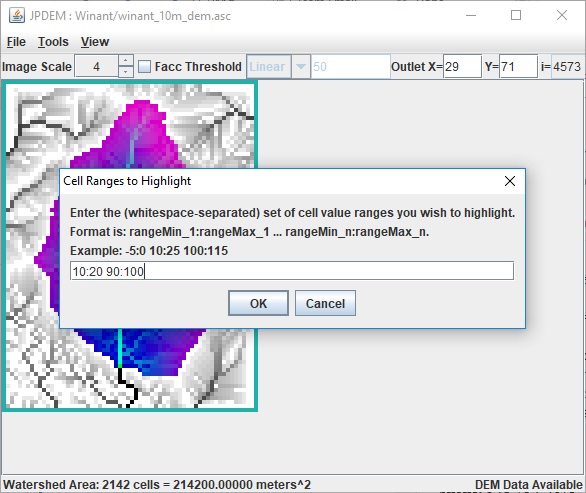 JPDEM : Winant/winant_10m_dem.asc
File Tools View
Image Scale 4 Facc Threshold Linear 50 Outlet X= 29 Y= 71 i= 4573
Cell Ranges to Highlight
Enter the (whitespace-separated) set of cell value ranges you wish to highlight.
Format is: rangeMin_1:rangeMax_1 ... rangeMin_n:rangeMax_n.
Example: -5:0 10:25 100:115
10:20 90:100
OK Cancel
Watershed Area: 2142 cells = 214200.00000 meters^2 DEM Data Available